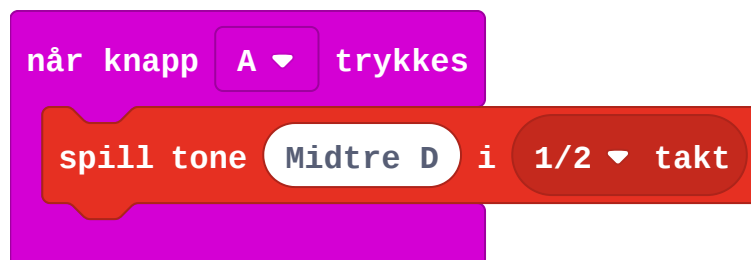 når knapp A trykkes
spill tone Midtre D i 1/2 takt